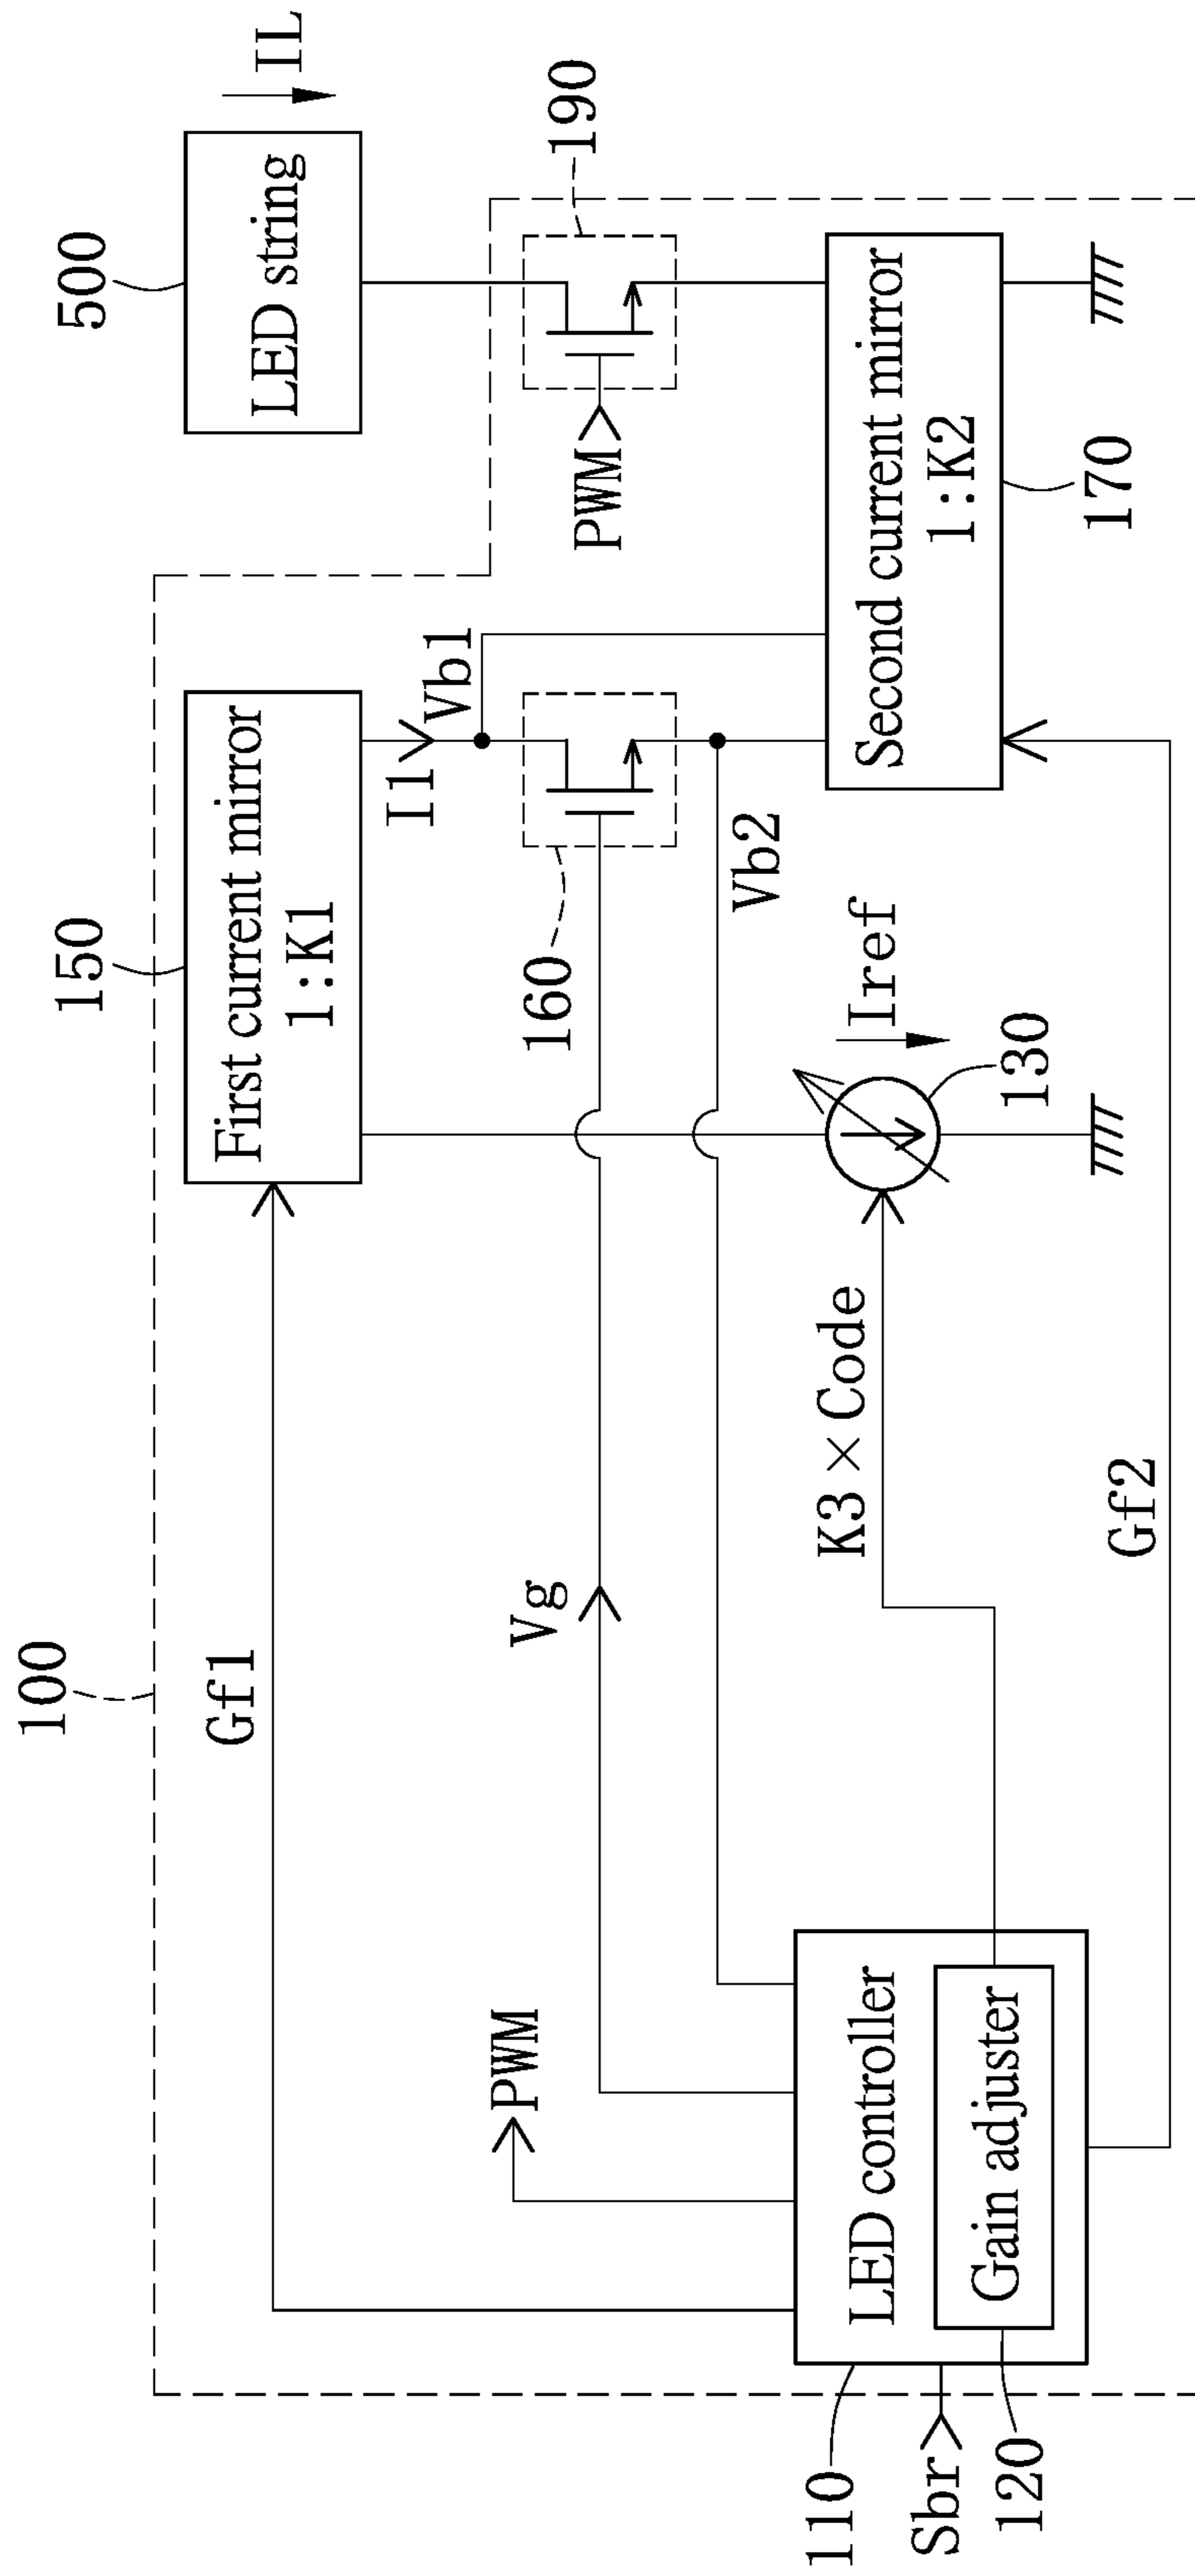 100
150
500
First current mirror
1:K1
LED string
IL
Gf1
I1
Vb1
PWM
Vg
160
PWM
190
Vb2
LED controller
Gain adjuster
K3×Code
Iref
130
Second current mirror
1:K2
170
110
Sbr
120
Gf2